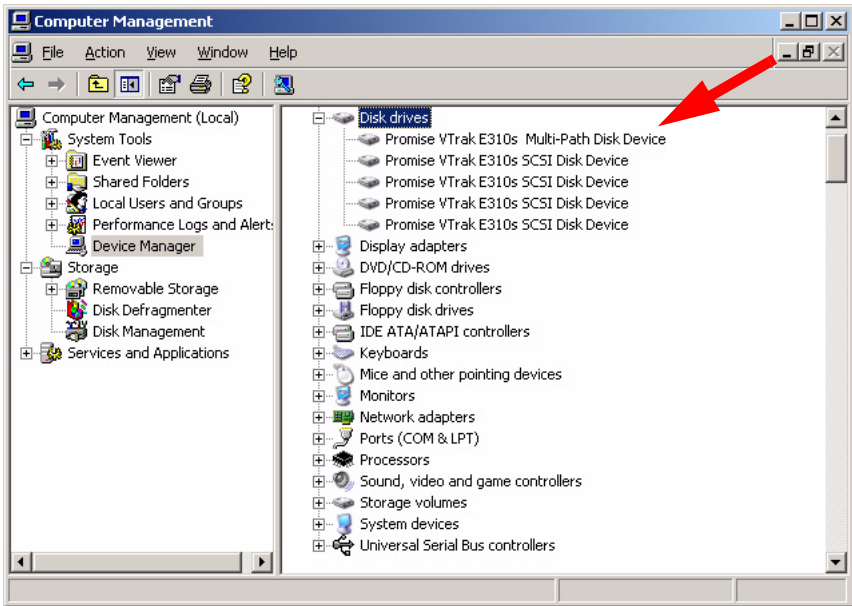 Computer Management
File Action View Window Help
Computer Management (Local)
System Tools
Event Viewer
Shared Folders
Local Users and Groups
Performance Logs and Alert:
Device Manager
Storage
Removable Storage
Disk Defragmenter
Disk Management
Services and Applications
Disk drives
Promise VTrak E310s Multi-Path Disk Device
Promise VTrak E310s SCSI Disk Device
Promise VTrak E310s SCSI Disk Device
Promise VTrak E310s SCSI Disk Device
Promise VTrak E310s SCSI Disk Device
Display adapters
DVD/CD-ROM drives
Floppy disk controllers
Floppy disk drives
IDE ATA/ATAPI controllers
Keyboards
Mice and other pointing devices
Monitors
Network adapters
Ports (COM & LPT)
Processors
Sound, video and game controllers
Storage volumes
System devices
Universal Serial Bus controllers